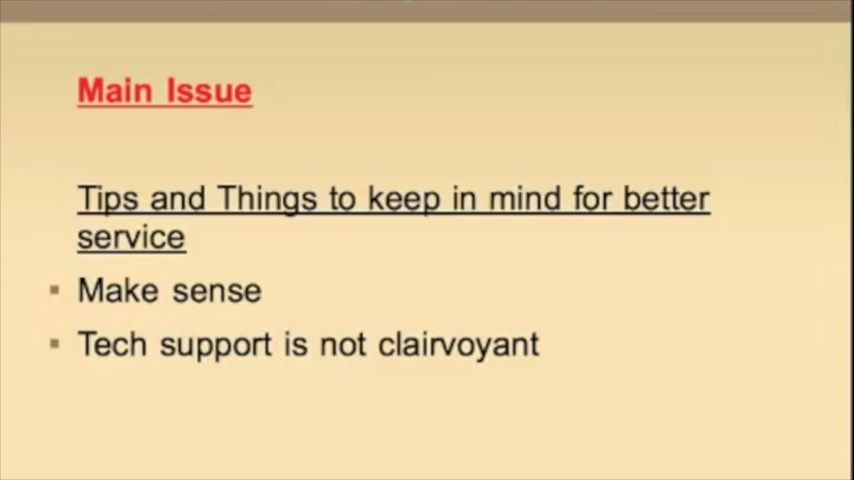 Main Issue
Tips and Things to keep in mind for better
service
Make sense
Tech support is not clairvoyant